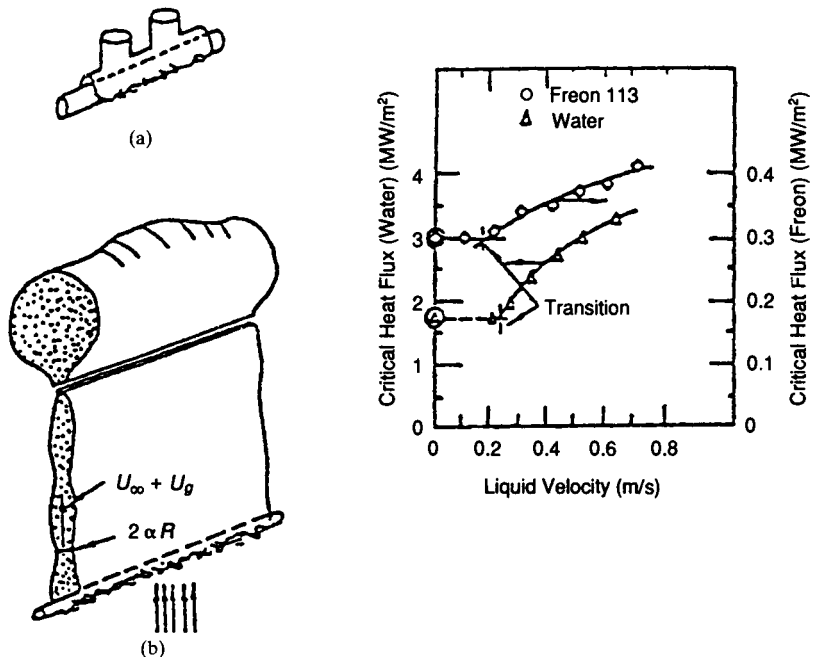 (a)
U∞ + Ug
2 α R
(b)
Freon 113
Water
Critical Heat Flux (Water) (MW/m²)
4
3
2
1
0
Transition
0.4
0.3
0.2
0.1
0
Critical Heat Flux (Freon) (MW/m²)
0 0.2 0.4 0.6 0.8
Liquid Velocity (m/s)